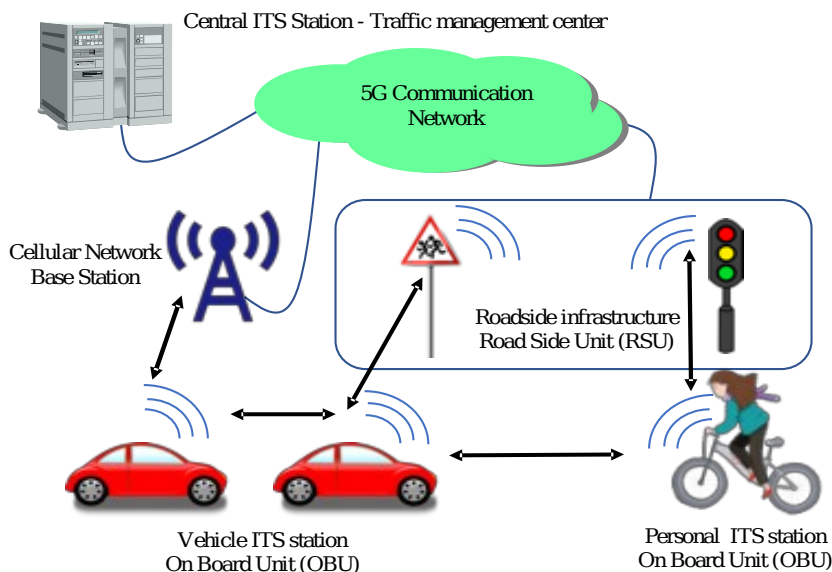 Central ITS Station - Traffic management center
5G Communication
Network
Cellular Network
Base Station
Roadside infrastructure
Road Side Unit (RSU)
Vehicle ITS station
On Board Unit (OBU)
Personal ITS station
On Board Unit (OBU)